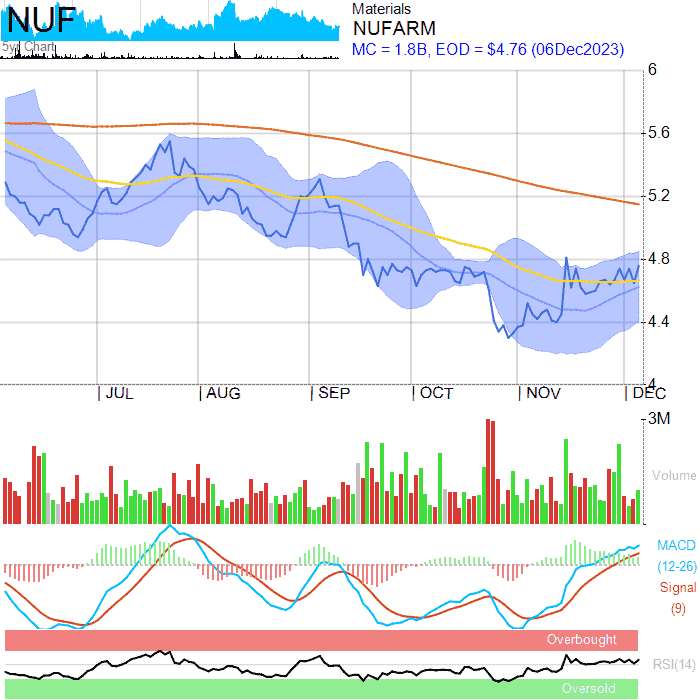 NUF
5yr Chart
Materials
NUFARM
MC = 1.8B, EOD = $4.76 (06Dec2023)
6
5.6
5.2
4.8
4.4
4
JUL AUG SEP OCT NOV DEC
3M
Volume
MACD
(12-26)
Signal
(9)
Overbought
RSI(14)
Oversold